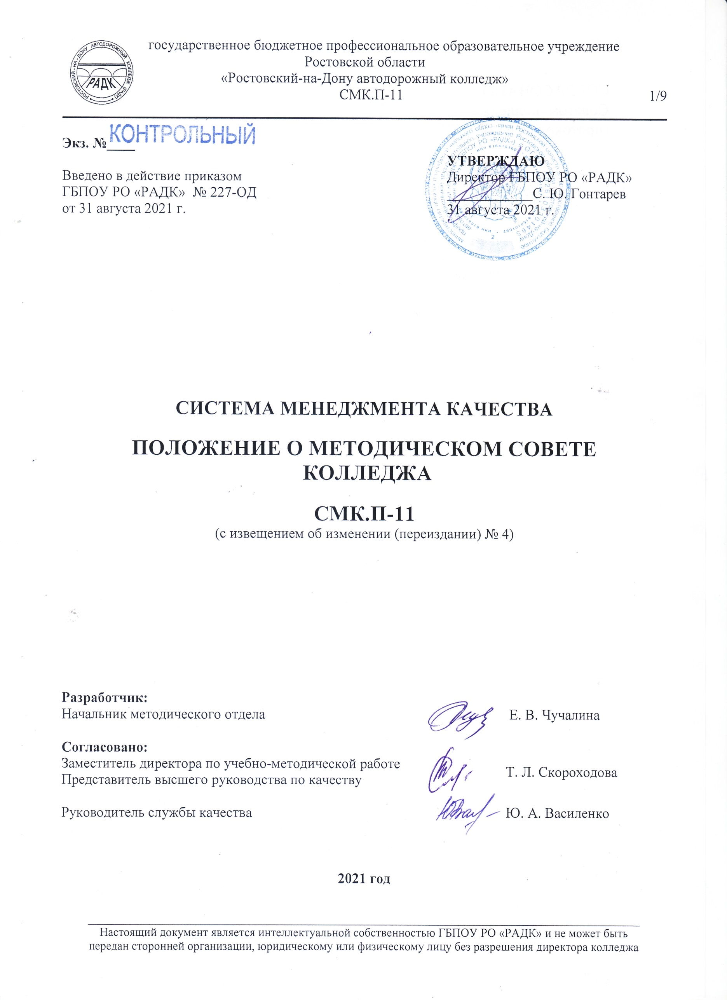 РОСТОВСКИЙ-НА-ДОНУ АВТОДОРОЖНЫЙ КОЛЛЕДЖ (РАДК)
РАДК
государственное бюджетное профессиональное образовательное учреждение
Ростовской области
«Ростовский-на-Дону автодорожный колледж»
СМК.П-11
1/9
Экз. №____ КОНТРОЛЬНЫЙ
Введено в действие приказом
ГБПОУ РО «РАДК» № 227-ОД
от 31 августа 2021 г.
УТВЕРЖДАЮ
Директор ГБПОУ РО «РАДК»
____________С. Ю. Гонтарев
31 августа 2021 г.
СИСТЕМА МЕНЕДЖМЕНТА КАЧЕСТВА
ПОЛОЖЕНИЕ О МЕТОДИЧЕСКОМ СОВЕТЕ
КОЛЛЕДЖА
СМК.П-11
(с извещением об изменении (переиздании) № 4)
Разработчик:
Начальник методического отдела Е. В. Чучалина
Согласовано:
Заместитель директора по учебно-методической работе
Представитель высшего руководства по качеству Т. Л. Скороходова
Руководитель службы качества Ю. А. Василенко
2021 год
Настоящий документ является интеллектуальной собственностью ГБПОУ РО «РАДК» и не может быть
передан сторонней организации, юридическому или физическому лицу без разрешения директора колледжа